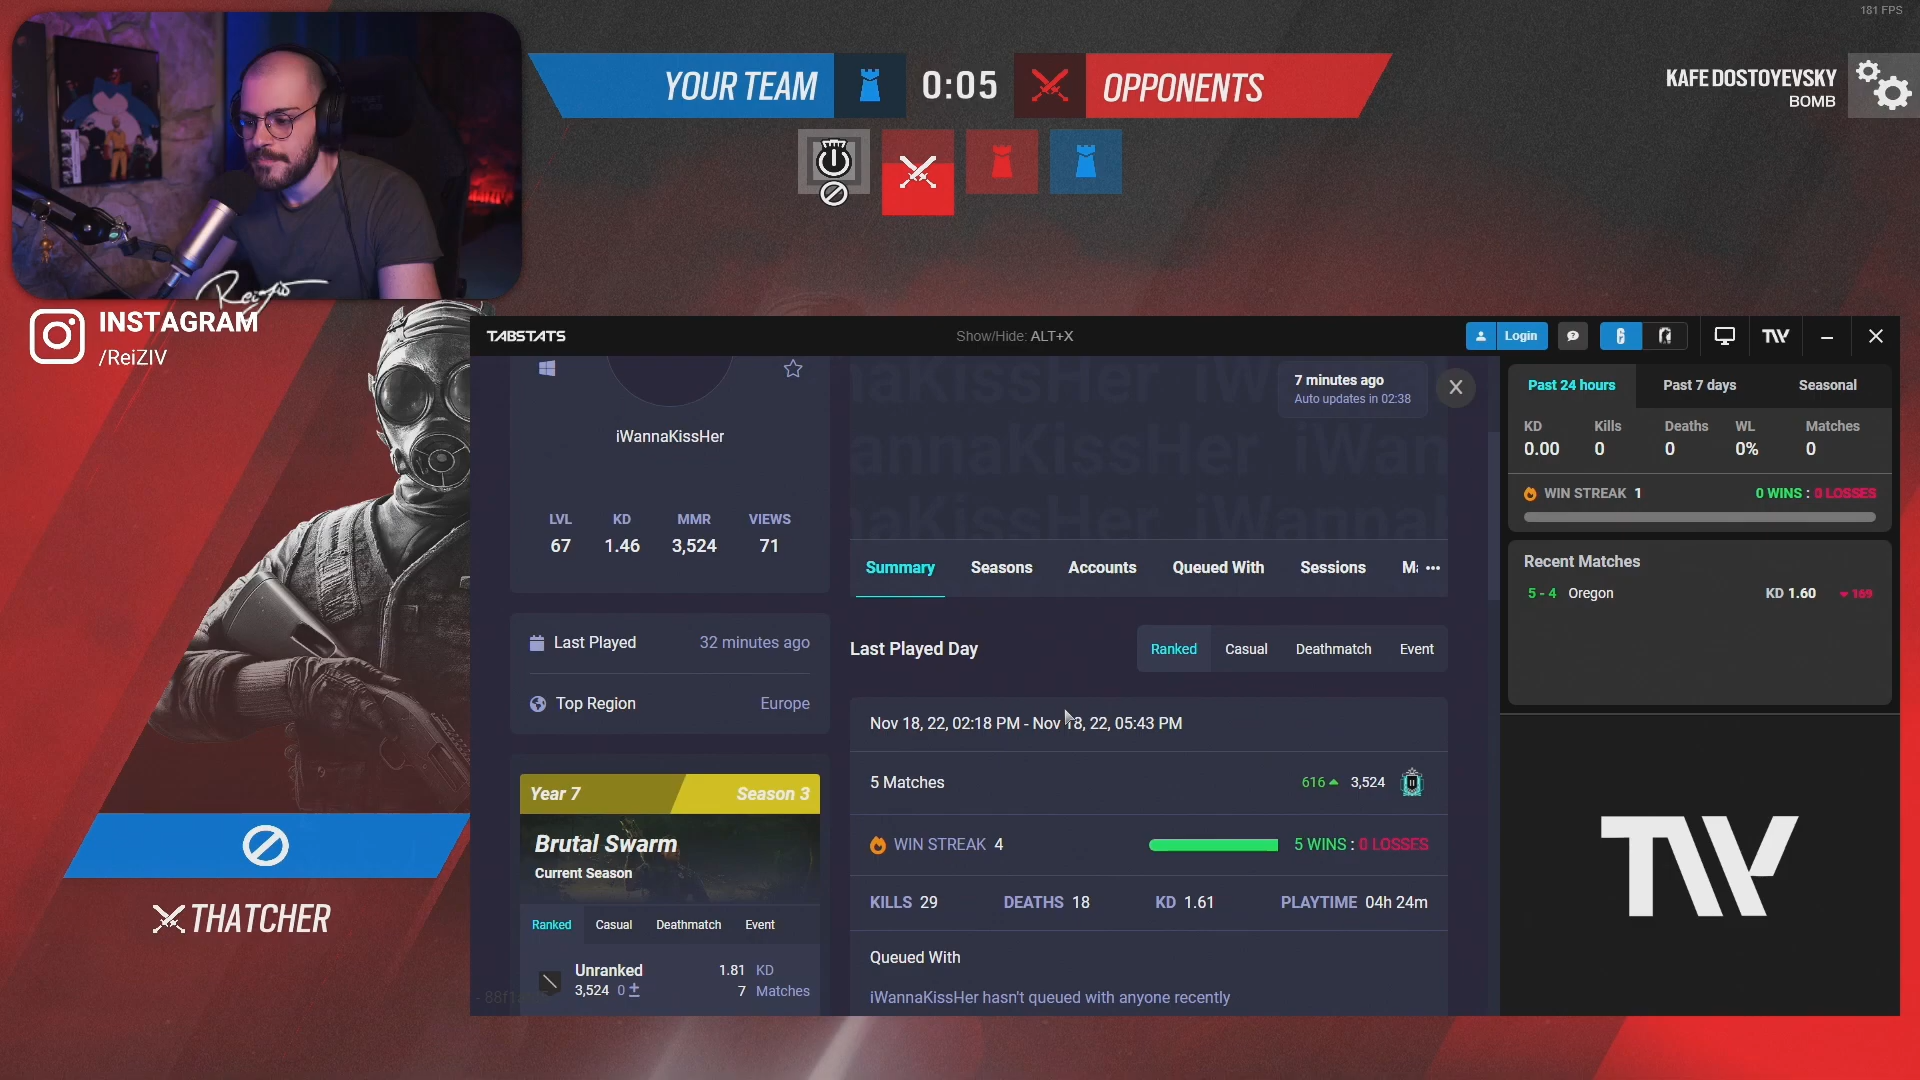 181 FPS
YOUR TEAM
0:05
OPPONENTS
KAFE DOSTOYEVSKY
BOMB
INSTAGRAM
/ReiZIV
TABSTATS
Show/Hide: ALT+X
Login
iWannaKissHer
LVL KD MMR VIEWS
67 1.46 3,524 71
Last Played 32 minutes ago
Top Region Europe
Year 7 Season 3
Brutal Swarm
Current Season
Ranked Casual Deathmatch Event
Unranked 1.81 KD
3,524 0 ± 7 Matches
naKissHer iW
annaKissHer iWan
naKissHer iWannal
7 minutes ago
Auto updates in 02:38
Summary Seasons Accounts Queued With Sessions Ma ···
Last Played Day
Ranked Casual Deathmatch Event
Nov 18, 22, 02:18 PM - Nov 18, 22, 05:43 PM
5 Matches 616 3,524
WIN STREAK 4 5 WINS : 0 LOSSES
KILLS 29 DEATHS 18 KD 1.61 PLAYTIME 04h 24m
Queued With
iWannaKissHer hasn't queued with anyone recently
Past 24 hours Past 7 days Seasonal
KD Kills Deaths WL Matches
0.00 0 0 0% 0
WIN STREAK 1 0 WINS : 0 LOSSES
Recent Matches
5 - 4 Oregon KD 1.60 169
THATCHER